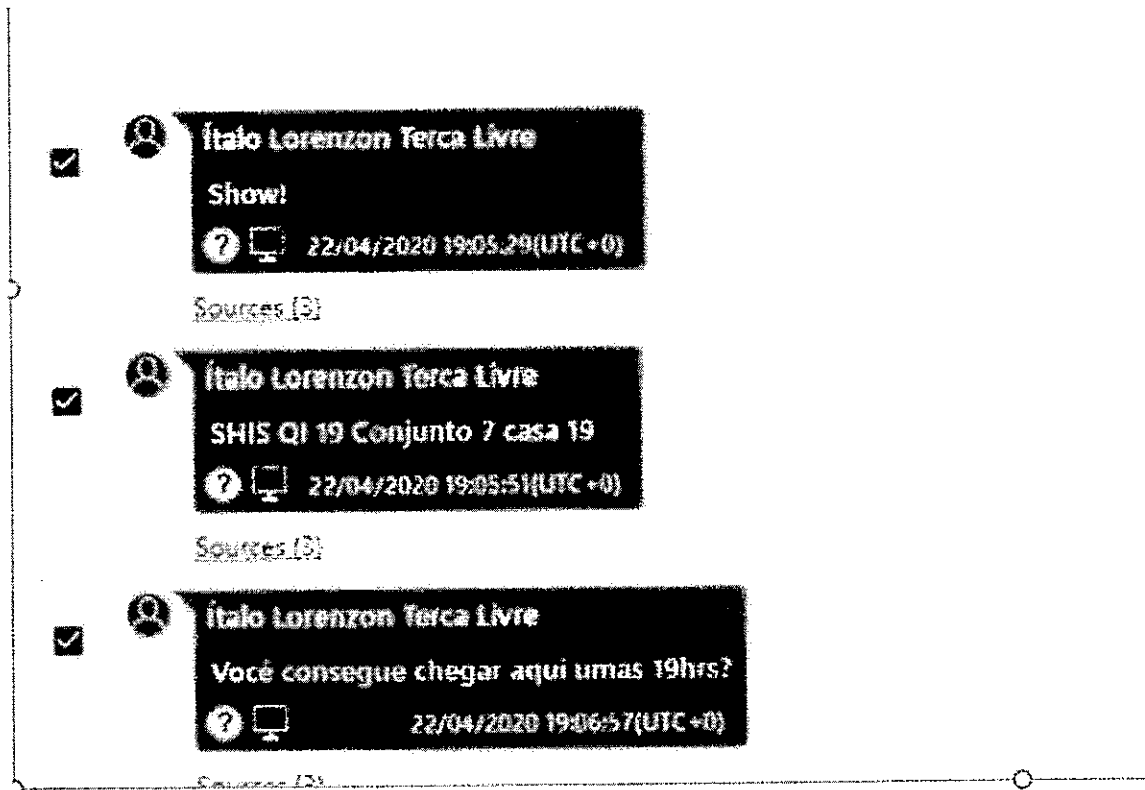 Ítalo Lorenzon Terca Livre
Show!
22/04/2020 19:05:29(UTC+0)
Sources (3)
Ítalo Lorenzon Terca Livre
SHIS QI 19 Conjunto 7 casa 19
22/04/2020 19:05:51(UTC+0)
Sources (3)
Ítalo Lorenzon Terca Livre
Você consegue chegar aqui umas 19hrs?
22/04/2020 19:06:57(UTC+0)
Sources